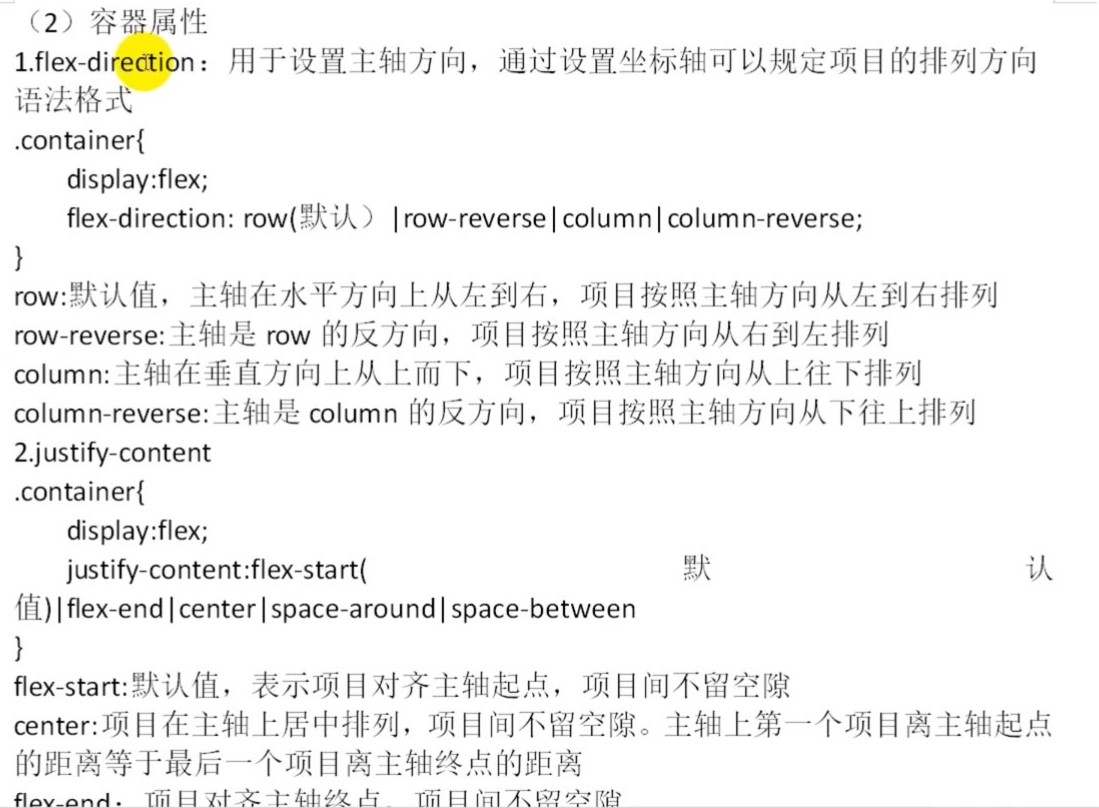 （2）容器属性
1.flex-direction：用于设置主轴方向，通过设置坐标轴可以规定项目的排列方向
语法格式
.container{
display:flex;
flex-direction: row(默认）|row-reverse|column|column-reverse;
}
row:默认值，主轴在水平方向上从左到右，项目按照主轴方向从左到右排列
row-reverse:主轴是 row 的反方向，项目按照主轴方向从右到左排列
column:主轴在垂直方向上从上而下，项目按照主轴方向从上往下排列
column-reverse:主轴是 column 的反方向，项目按照主轴方向从下往上排列
2.justify-content
.container{
display:flex;
justify-content:flex-start( 默 认
值)|flex-end|center|space-around|space-between
}
flex-start:默认值，表示项目对齐主轴起点，项目间不留空隙
center:项目在主轴上居中排列，项目间不留空隙。主轴上第一个项目离主轴起点
的距离等于最后一个项目离主轴终点的距离
flex-end：项目对齐主轴终点，项目间不留空隙